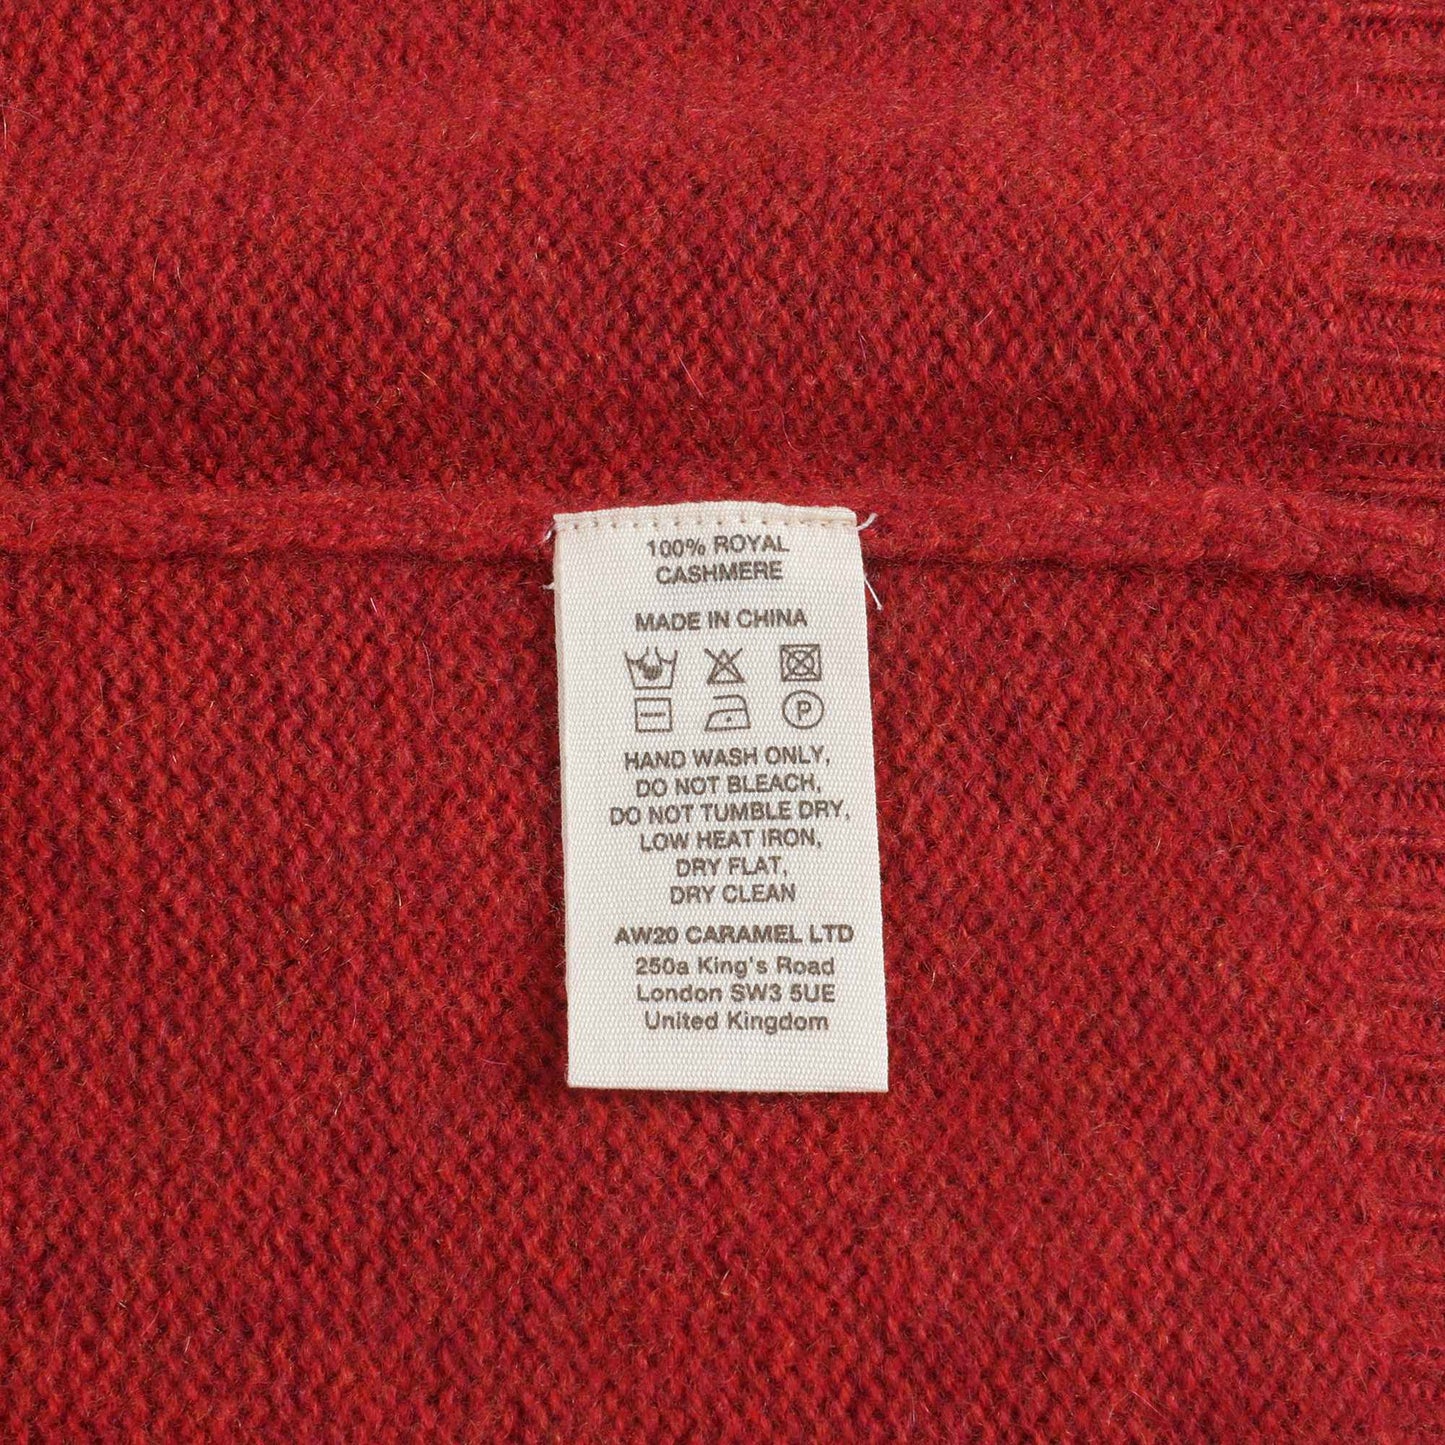 100% ROYAL
CASHMERE
MADE IN CHINA
P
HAND WASH ONLY,
DO NOT BLEACH,
DO NOT TUMBLE DRY,
LOW HEAT IRON,
DRY FLAT,
DRY CLEAN
AW20 CARAMEL LTD
250a King's Road
London SW3 5UE
United Kingdom